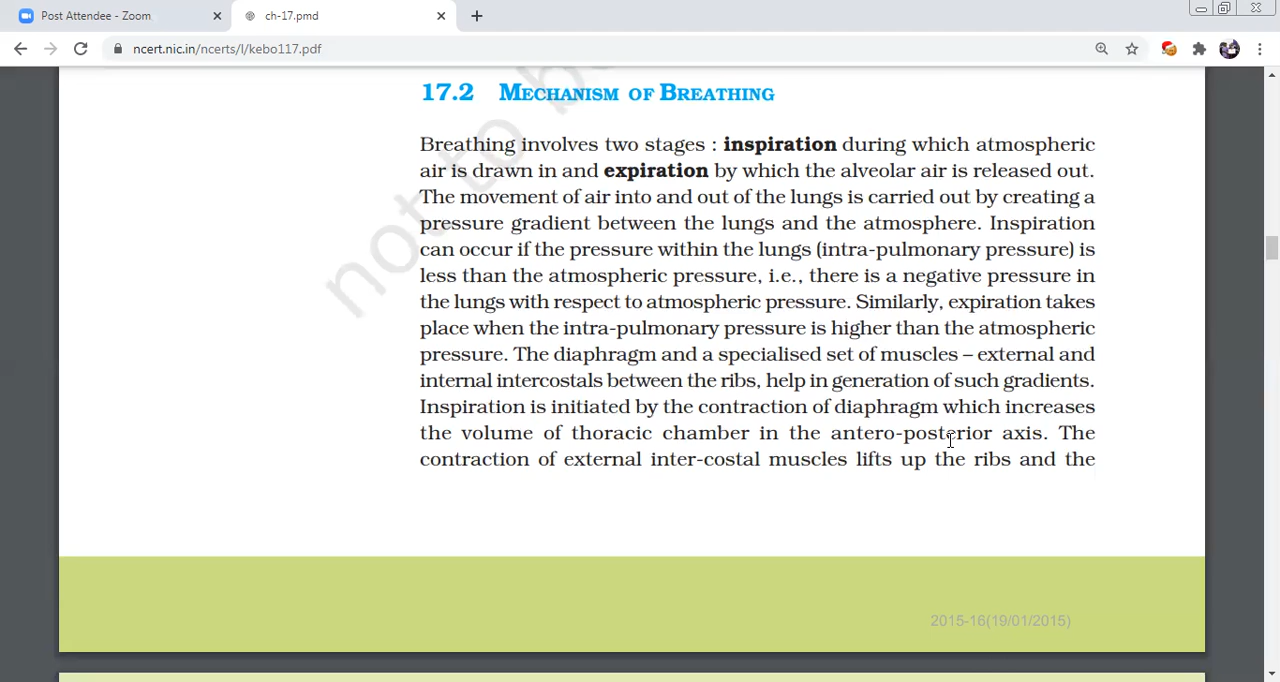 Post Attendee - Zoom
ch-17.pmd
ncert.nic.in/ncerts/l/kebo117.pdf
17.2 MECHANISM OF BREATHING
Breathing involves two stages : inspiration during which atmospheric
air is drawn in and expiration by which the alveolar air is released out.
The movement of air into and out of the lungs is carried out by creating a
pressure gradient between the lungs and the atmosphere. Inspiration
can occur if the pressure within the lungs (intra-pulmonary pressure) is
less than the atmospheric pressure, i.e., there is a negative pressure in
the lungs with respect to atmospheric pressure. Similarly, expiration takes
place when the intra-pulmonary pressure is higher than the atmospheric
pressure. The diaphragm and a specialised set of muscles – external and
internal intercostals between the ribs, help in generation of such gradients.
Inspiration is initiated by the contraction of diaphragm which increases
the volume of thoracic chamber in the antero-posterior axis. The
contraction of external inter-costal muscles lifts up the ribs and the
not to
2015-16(19/01/2015)